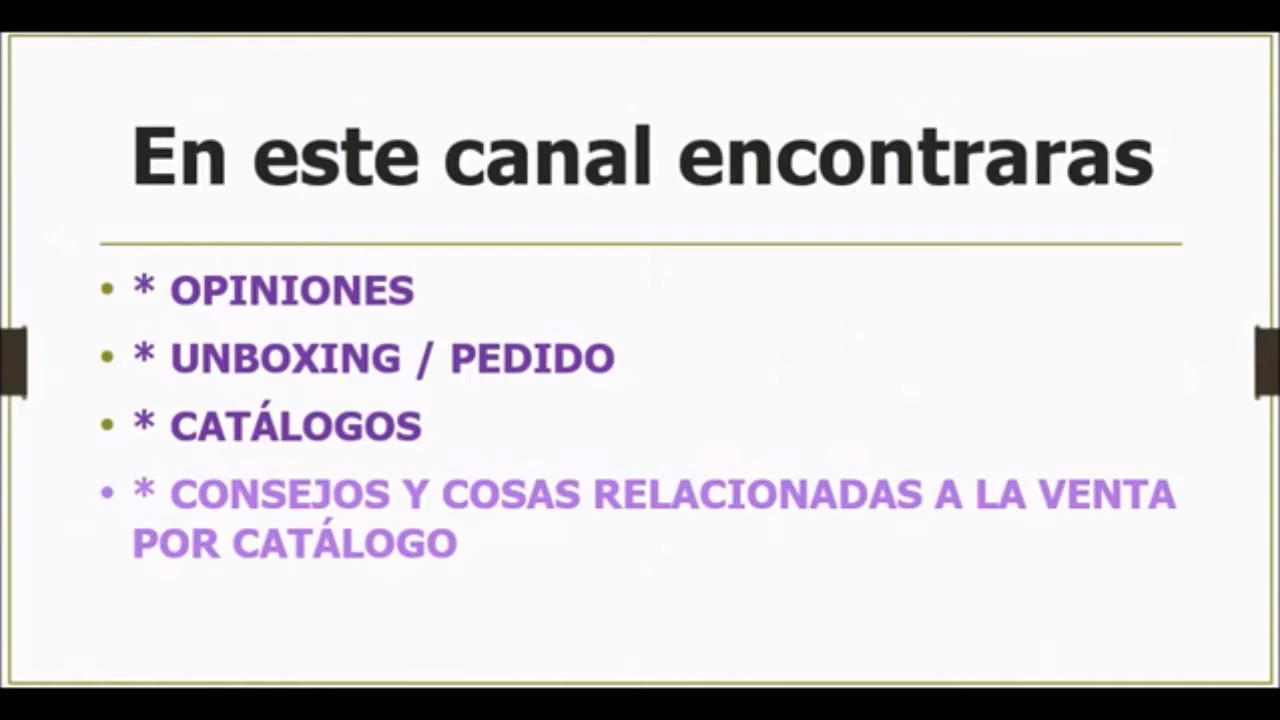 En este canal encontraras
• * OPINIONES
• * UNBOXING / PEDIDO
• * CATÁLOGOS
• * CONSEJOS Y COSAS RELACIONADAS A LA VENTA
POR CATÁLOGO